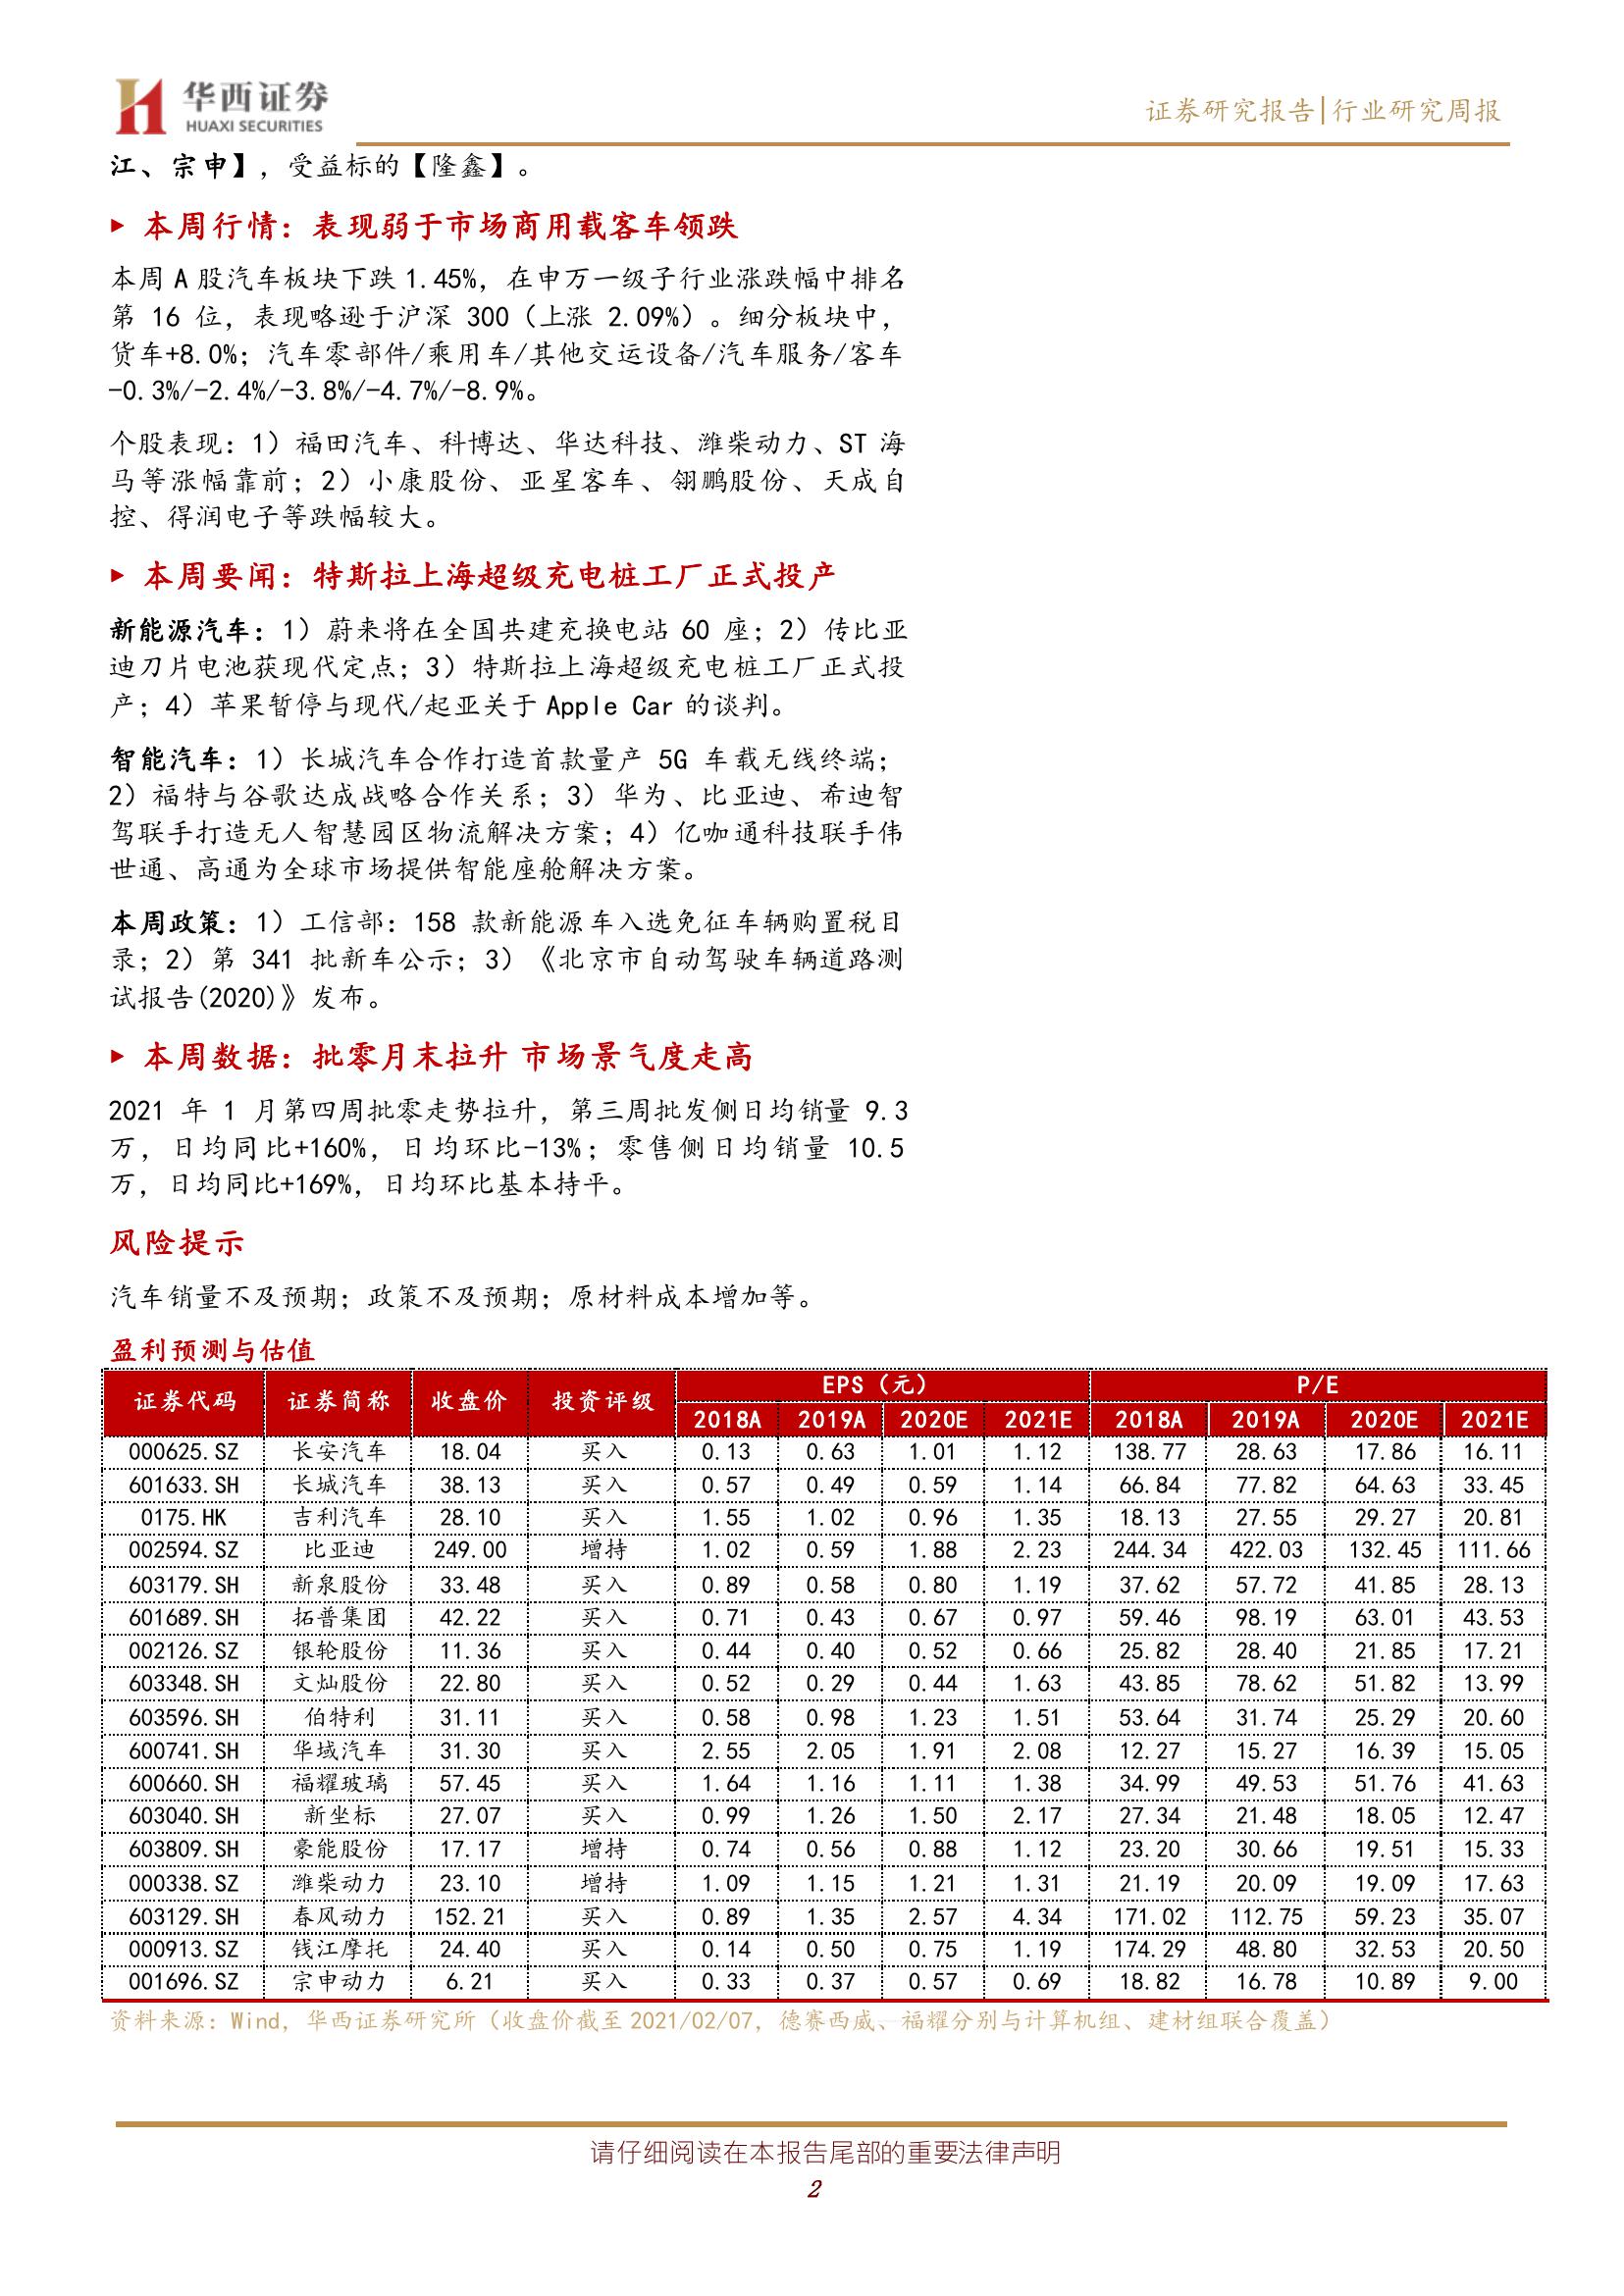 华西证券
HUAXI SECURITIES
证券研究报告|行业研究周报
江、宗申】，受益标的【隆鑫】。
▸ 本周行情：表现弱于市场商用载客车领跌
本周 A 股汽车板块下跌 1.45%，在申万一级子行业涨跌幅中排名
第 16 位，表现略逊于沪深 300（上涨 2.09%）。细分板块中，
货车+8.0%；汽车零部件/乘用车/其他交运设备/汽车服务/客车
-0.3%/-2.4%/-3.8%/-4.7%/-8.9%。
个股表现：1）福田汽车、科博达、华达科技、潍柴动力、ST 海
马等涨幅靠前；2）小康股份、亚星客车、翎鹏股份、天成自
控、得润电子等跌幅较大。
▸ 本周要闻：特斯拉上海超级充电桩工厂正式投产
新能源汽车：1）蔚来将在全国共建充换电站 60 座；2）传比亚
迪刀片电池获现代定点；3）特斯拉上海超级充电桩工厂正式投
产；4）苹果暂停与现代/起亚关于 Apple Car 的谈判。
智能汽车：1）长城汽车合作打造首款量产 5G 车载无线终端；
2）福特与谷歌达成战略合作关系；3）华为、比亚迪、希迪智
驾联手打造无人智慧园区物流解决方案；4）亿咖通科技联手伟
世通、高通为全球市场提供智能座舱解决方案。
本周政策：1）工信部：158 款新能源车入选免征车辆购置税目
录；2）第 341 批新车公示；3）《北京市自动驾驶车辆道路测
试报告(2020)》发布。
▸ 本周数据：批零月末拉升 市场景气度走高
2021 年 1 月第四周批零走势拉升，第三周批发侧日均销量 9.3
万，日均同比+160%，日均环比-13%；零售侧日均销量 10.5
万，日均同比+169%，日均环比基本持平。
风险提示
汽车销量不及预期；政策不及预期；原材料成本增加等。
盈利预测与估值
证券代码 证券简称 收盘价 投资评级 EPS（元） P/E
2018A 2019A 2020E 2021E 2018A 2019A 2020E 2021E
000625.SZ 长安汽车 18.04 买入 0.13 0.63 1.01 1.12 138.77 28.63 17.86 16.11
601633.SH 长城汽车 38.13 买入 0.57 0.49 0.59 1.14 66.84 77.82 64.63 33.45
0175.HK 吉利汽车 28.10 买入 1.55 1.02 0.96 1.35 18.13 27.55 29.27 20.81
002594.SZ 比亚迪 249.00 增持 1.02 0.59 1.88 2.23 244.34 422.03 132.45 111.66
603179.SH 新泉股份 33.48 买入 0.89 0.58 0.80 1.19 37.62 57.72 41.85 28.13
601689.SH 拓普集团 42.22 买入 0.71 0.43 0.67 0.97 59.46 98.19 63.01 43.53
002126.SZ 银轮股份 11.36 买入 0.44 0.40 0.52 0.66 25.82 28.40 21.85 17.21
603348.SH 文灿股份 22.80 买入 0.52 0.29 0.44 1.63 43.85 78.62 51.82 13.99
603596.SH 伯特利 31.11 买入 0.58 0.98 1.23 1.51 53.64 31.74 25.29 20.60
600741.SH 华域汽车 31.30 买入 2.55 2.05 1.91 2.08 12.27 15.27 16.39 15.05
600660.SH 福耀玻璃 57.45 买入 1.64 1.16 1.11 1.38 34.99 49.53 51.76 41.63
603040.SH 新坐标 27.07 买入 0.99 1.26 1.50 2.17 27.34 21.48 18.05 12.47
603809.SH 豪能股份 17.17 增持 0.74 0.56 0.88 1.12 23.20 30.66 19.51 15.33
000338.SZ 潍柴动力 23.10 增持 1.09 1.15 1.21 1.31 21.19 20.09 19.09 17.63
603129.SH 春风动力 152.21 买入 0.89 1.35 2.57 4.34 171.02 112.75 59.23 35.07
000913.SZ 钱江摩托 24.40 买入 0.14 0.50 0.75 1.19 174.29 48.80 32.53 20.50
001696.SZ 宗申动力 6.21 买入 0.33 0.37 0.57 0.69 18.82 16.78 10.89 9.00
资料来源：Wind，华西证券研究所（收盘价截至 2021/02/07，德赛西威、福耀分别与计算机组、建材组联合覆盖）
请仔细阅读在本报告尾部的重要法律声明
2